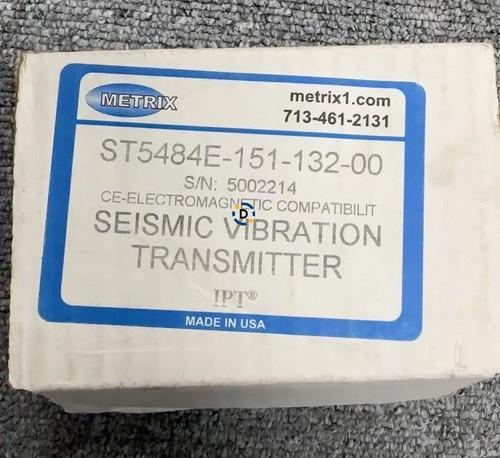 METRIX
metrix1.com
713-461-2131
ST5484E-151-132-00
S/N: 5002214
CE-ELECTROMAGNETIC COMPATIBILIT
D
SEISMIC VIBRATION
TRANSMITTER
IPT®
MADE IN USA